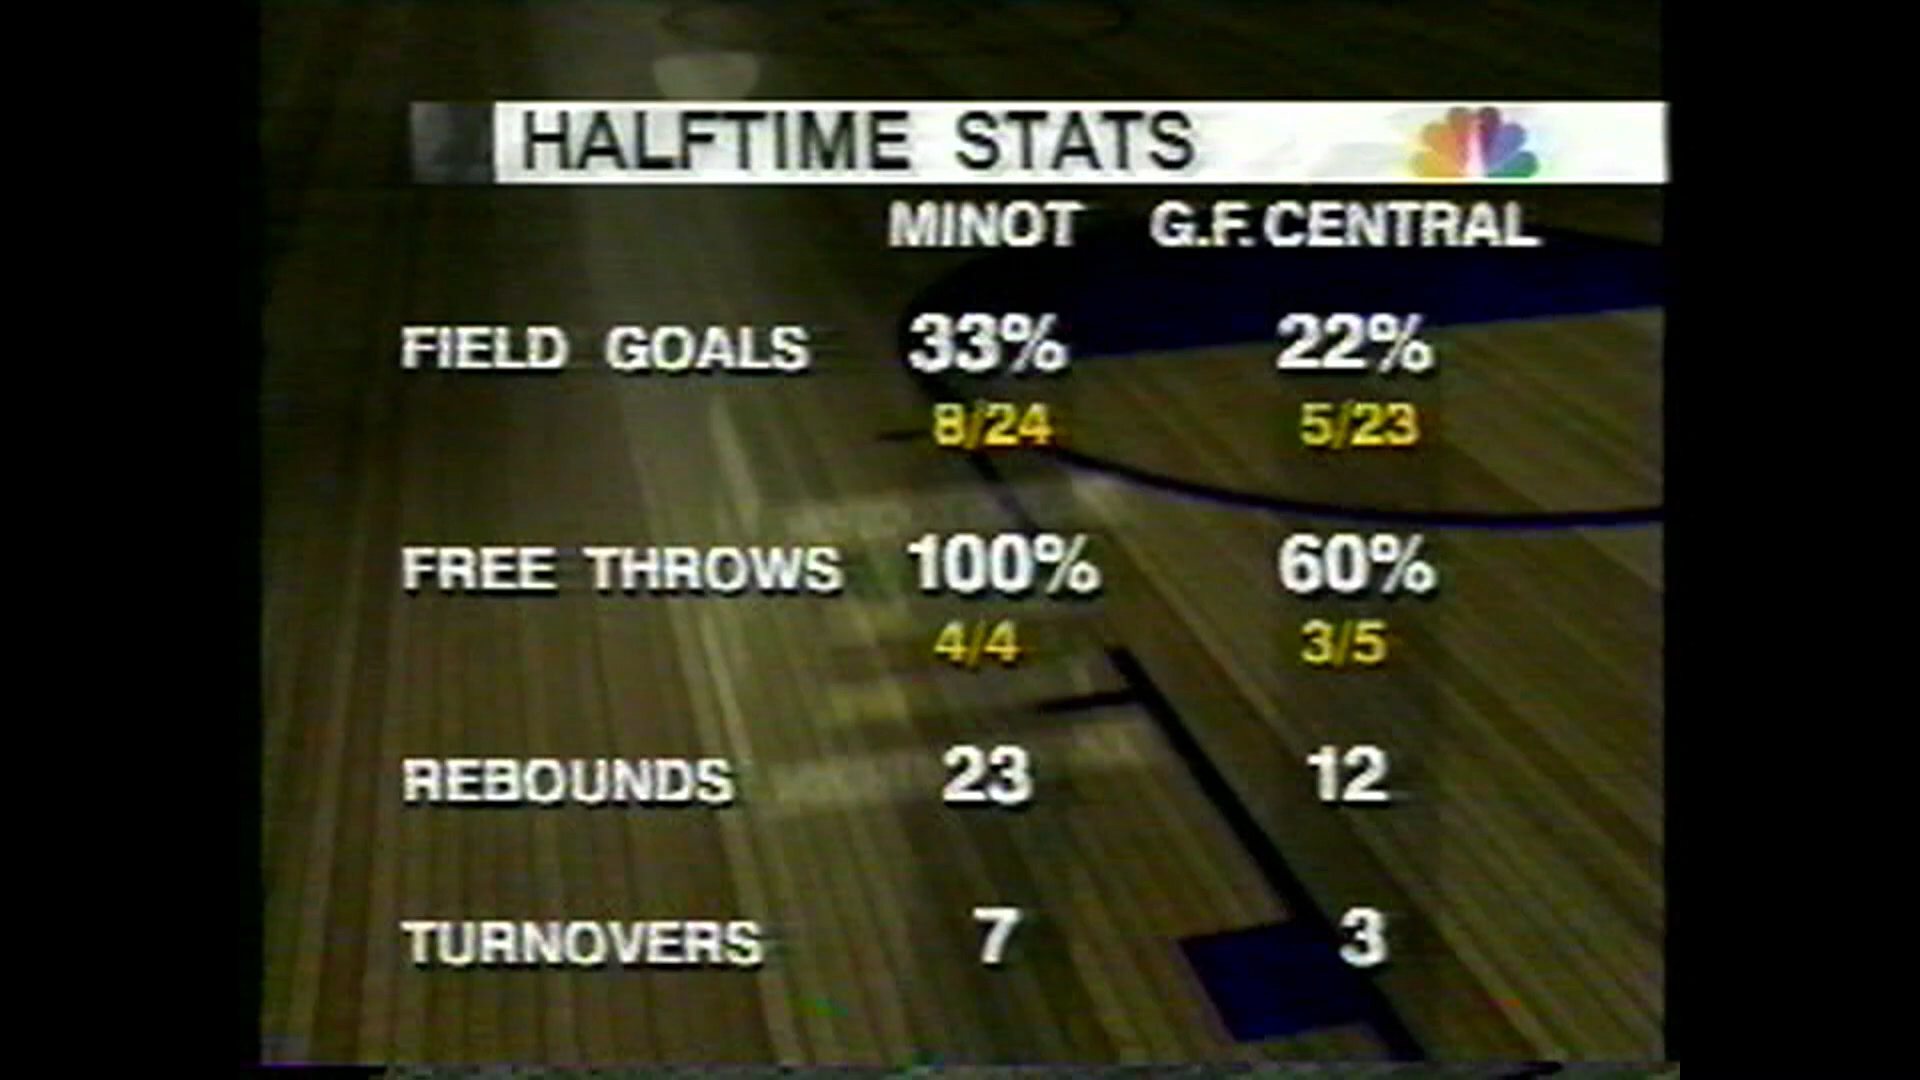 HALFTIME STATS
MINOT G.F. CENTRAL
FIELD GOALS 33% 22%
8/24 5/23
FREE THROWS 100% 60%
4/4 3/5
REBOUNDS 23 12
TURNOVERS 7 3